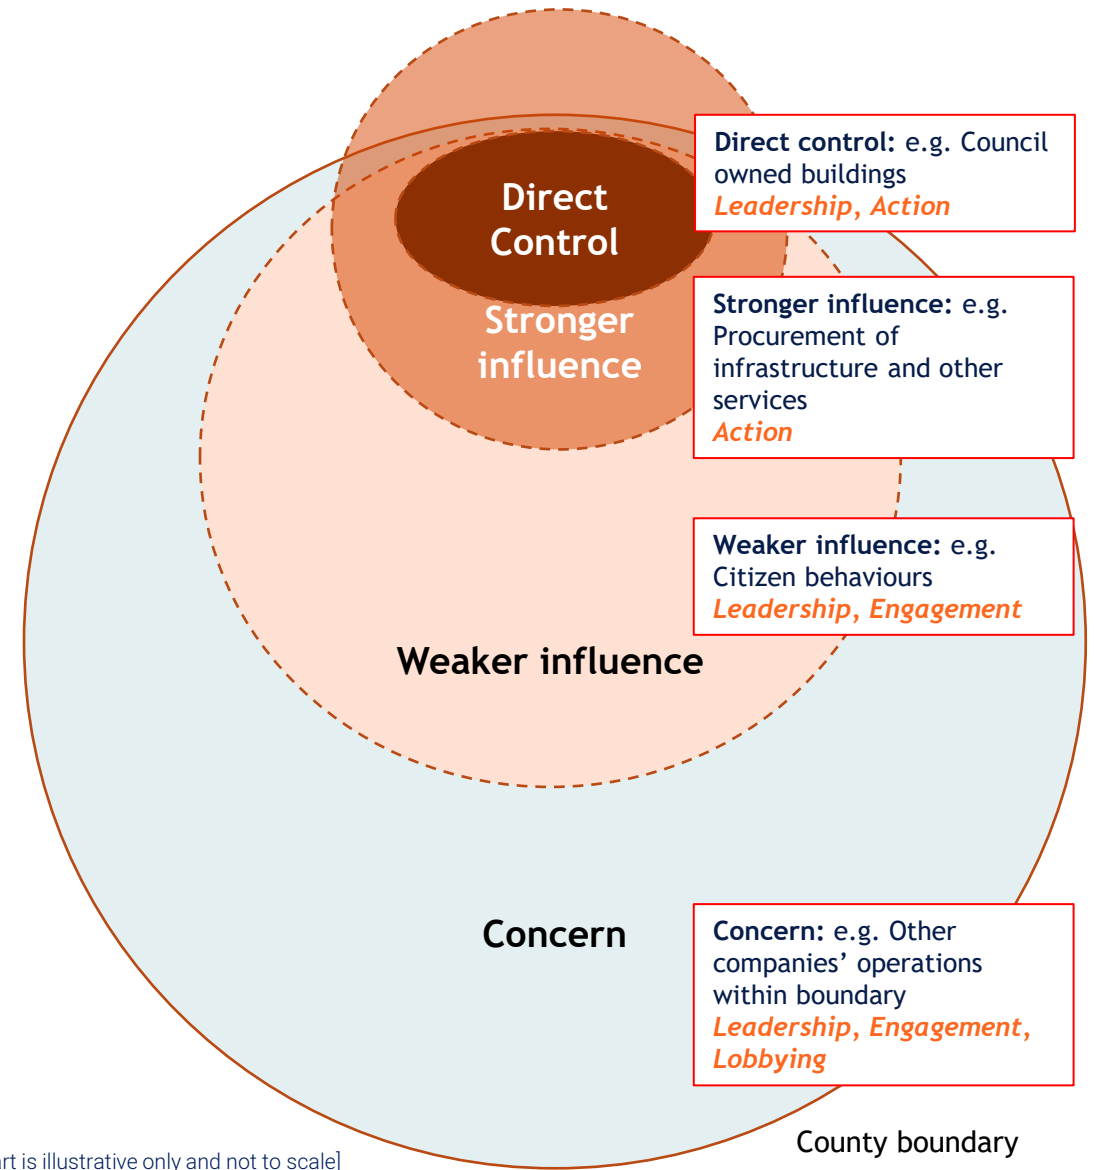 Direct
Control
Stronger
influence
Weaker influence
Concern
Direct control: e.g. Council
owned buildings
Leadership, Action
Stronger influence: e.g.
Procurement of
infrastructure and other
services
Action
Weaker influence: e.g.
Citizen behaviours
Leadership, Engagement
Concern: e.g. Other
companies’ operations
within boundary
Leadership, Engagement,
Lobbying
County boundary
is illustrative only and not to scale]